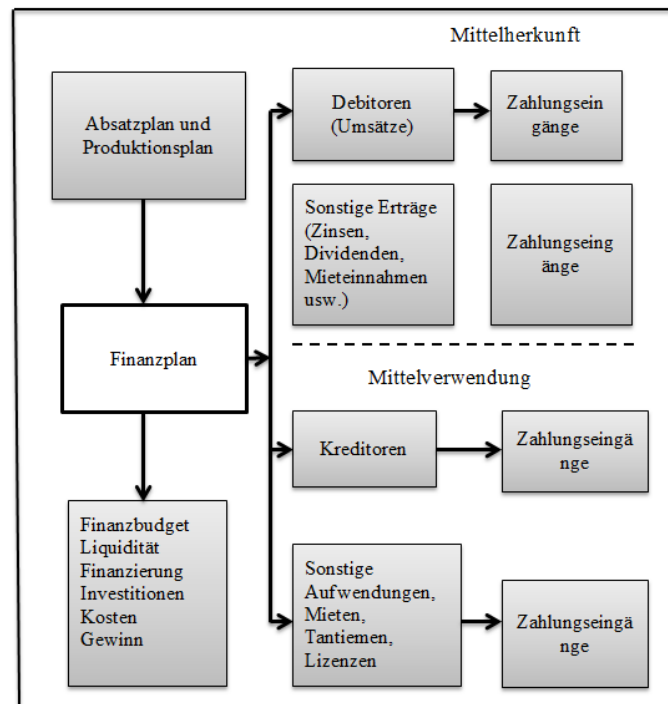 Mittelherkunft
Absatzplan und
Produktionsplan
Debitoren
(Umsätze)
Zahlungsein
gänge
Sonstige Erträge
(Zinsen,
Dividenden,
Mieteinnahmen
usw.)
Zahlungseing
änge
Finanzplan
Mittelverwendung
Kreditoren
Zahlungseingä
nge
Finanzbudget
Liquidität
Finanzierung
Investitionen
Kosten
Gewinn
Sonstige
Aufwendungen,
Mieten,
Tantiemen,
Lizenzen
Zahlungseingä
nge